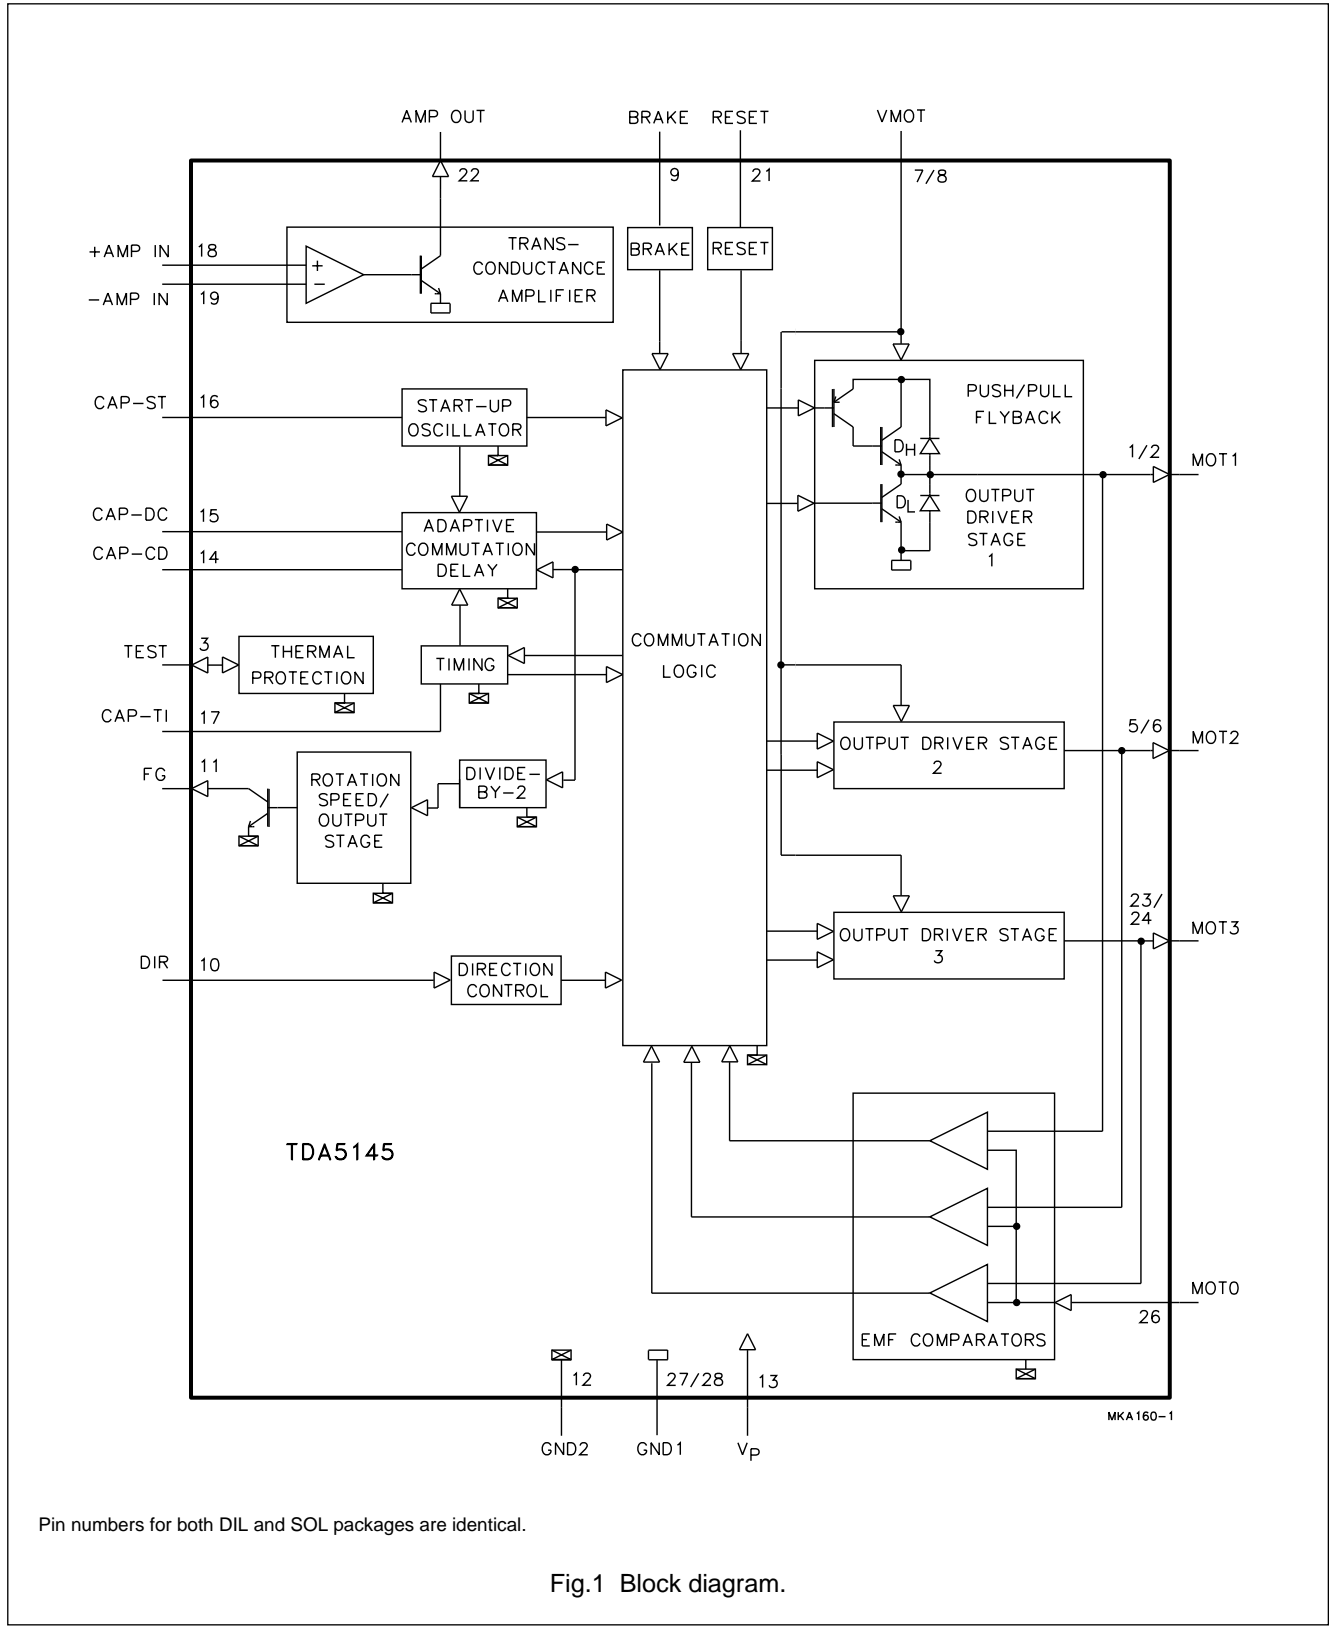 AMP OUT
BRAKE
RESET
VMOT
22
9
21
7/8
+AMP IN
18
-AMP IN
19
+
−
TRANS-
CONDUCTANCE
AMPLIFIER
BRAKE
RESET
CAP-ST
16
START-UP
OSCILLATOR
PUSH/PULL
FLYBACK
DH
DL
OUTPUT
DRIVER
STAGE
1
1/2
MOT1
CAP-DC
15
CAP-CD
14
ADAPTIVE
COMMUTATION
DELAY
TEST
3
THERMAL
PROTECTION
TIMING
COMMUTATION
LOGIC
CAP-TI
17
OUTPUT DRIVER STAGE
2
5/6
MOT2
FG
11
ROTATION
SPEED/
OUTPUT
STAGE
DIVIDE-
BY-2
OUTPUT DRIVER STAGE
3
23/
24
MOT3
DIR
10
DIRECTION
CONTROL
TDA5145
EMF COMPARATORS
MOT0
26
12
27/28
13
GND2
GND1
VP
MKA160-1
Pin numbers for both DIL and SOL packages are identical.
Fig.1 Block diagram.